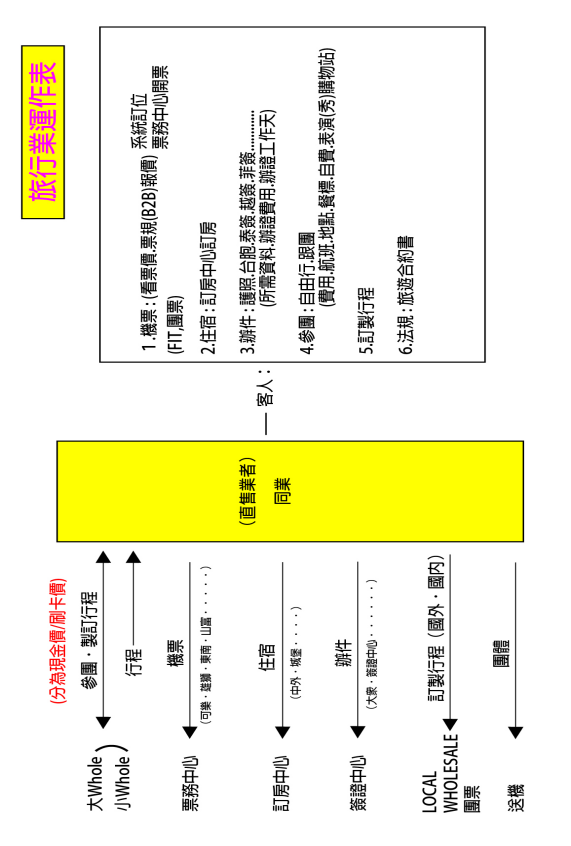 旅行業運作表
(分為現金價/刷卡價)
大Whole
小Whole
)
參團．製訂行程
行程
票務中心
機票
(可樂．雄獅．東南．山富．．．．．)
訂房中心
住宿
(中外．城堡．．．．)
簽證中心
辦件
(大衆．簽證中心．．．．．．)
LOCAL
WHOLESALE
團票
訂製行程（國外．國內）
送機
團體
(直售業者)
同業
客人：
1.機票：(看票價.票規(B2B)報價) 系統訂位
票務中心開票
(FIT,團票)
2.住宿：訂房中心訂房
3.辦件：護照.台胞.泰簽.越簽.菲簽...........
(所需資料.辦證費用.辦證工作天)
4.參團：自由行.跟團
(費用.航班.地點.餐標.自費.表演(秀)購物站)
5.訂製行程
6.法規：旅遊合約書